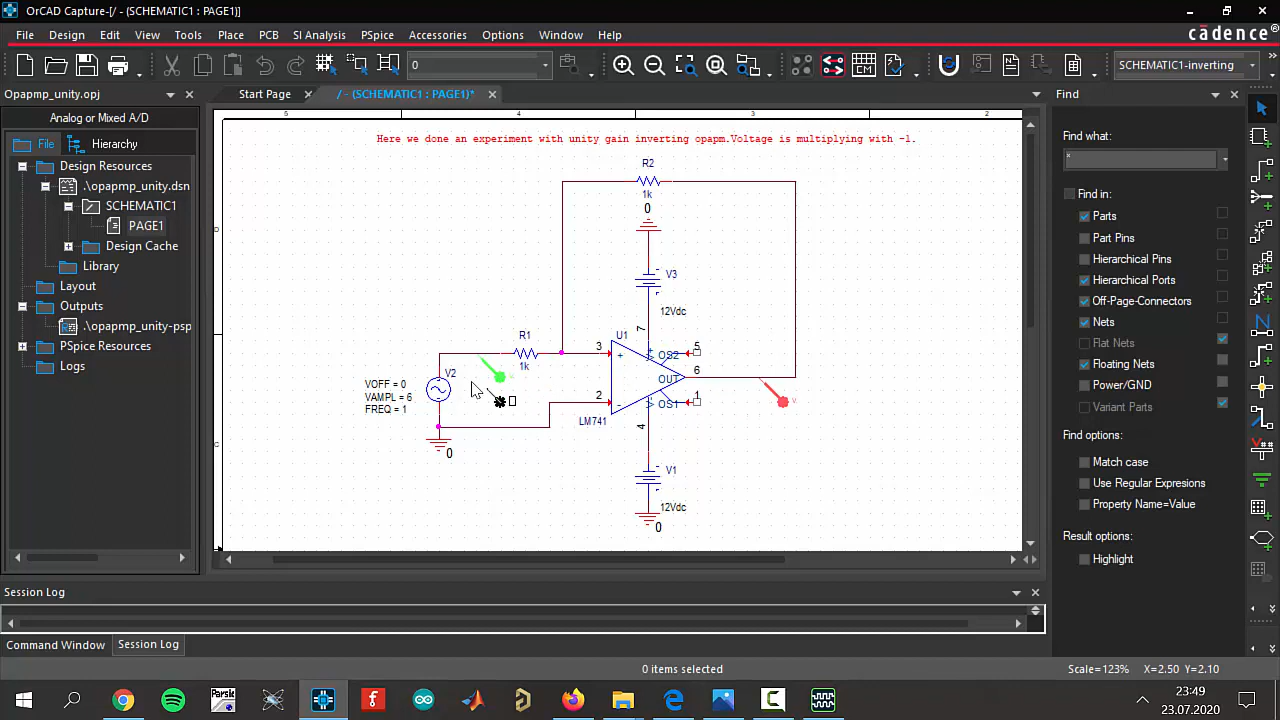 OrCAD Capture-[/ - (SCHEMATIC1 : PAGE1)]
File Design Edit View Tools Place PCB SI Analysis PSpice Accessories Options Window Help
cādence
0
SCHEMATIC1-inverting
Opapmp_unity.opj
Start Page
/ - (SCHEMATIC1 : PAGE1)*
Find
Analog or Mixed A/D
File
Hierarchy
Design Resources
.\opapmp_unity.dsn
SCHEMATIC1
PAGE1
Design Cache
Library
Layout
Outputs
.\opapmp_unity-psp
PSpice Resources
Logs
5
4
3
2
D
C
Here we done an experiment with unity gain inverting opapm.Voltage is multiplying with -1.
R2
1k
0
V3
12Vdc
7
R1
1k
U1
3
+
OS2
5
6
OUT
2
-
OS1
1
LM741
4
V2
VOFF = 0
VAMPL = 6
FREQ = 1
0
V
V1
12Vdc
0
Find what:
*
Find in:
Parts
Part Pins
Hierarchical Pins
Hierarchical Ports
Off-Page-Connectors
Nets
Flat Nets
Floating Nets
Power/GND
Variant Parts
Find options:
Match case
Use Regular Expresions
Property Name=Value
Result options:
Highlight
Session Log
Command Window
Session Log
0 items selected
Scale=123% X=2.50 Y=2.10
23:49
23.07.2020